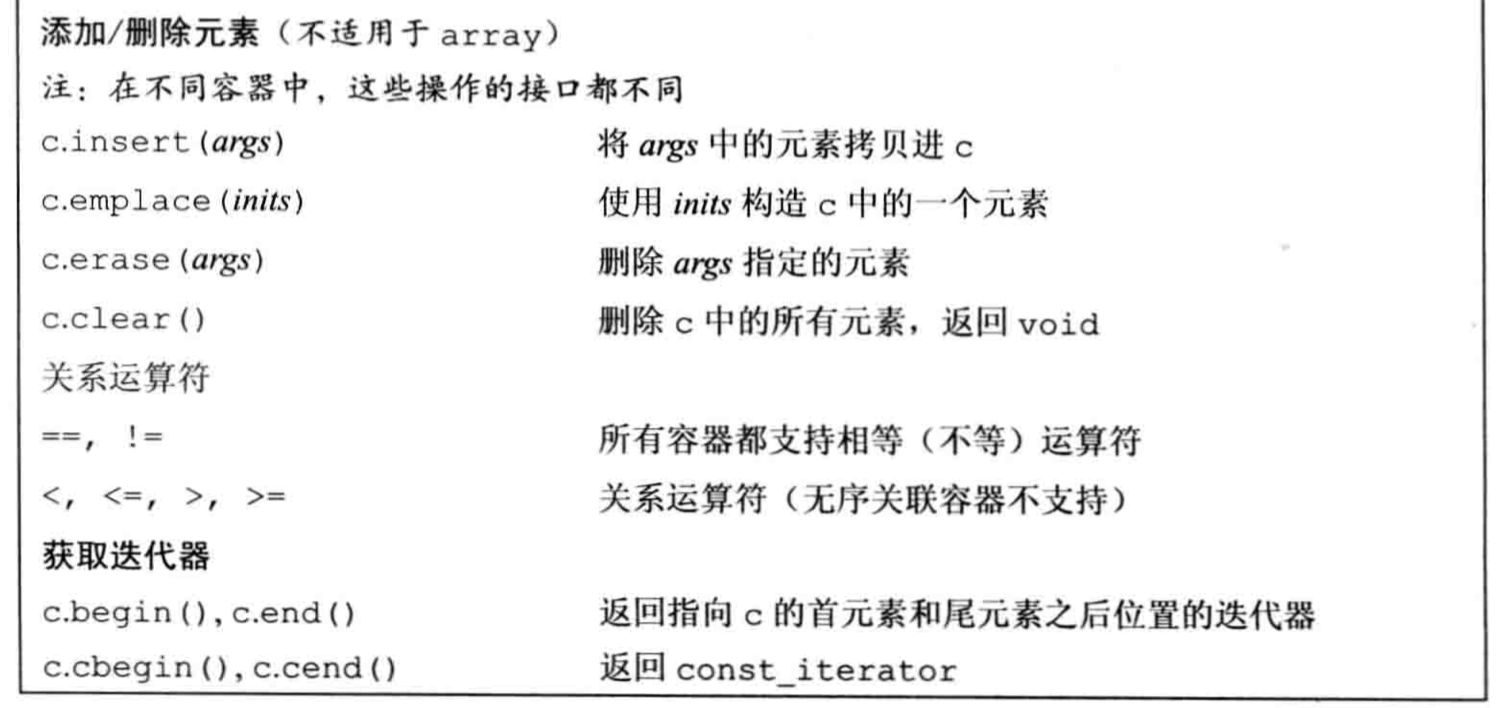 添加/删除元素（不适用于 array）
注：在不同容器中，这些操作的接口都不同
c.insert(args) 将 args 中的元素拷贝进 c
c.emplace(inits) 使用 inits 构造 c 中的一个元素
c.erase(args) 删除 args 指定的元素
c.clear() 删除 c 中的所有元素，返回 void
关系运算符
==, != 所有容器都支持相等（不等）运算符
<, <=, >, >= 关系运算符（无序关联容器不支持）
获取迭代器
c.begin(),c.end() 返回指向 c 的首元素和尾元素之后位置的迭代器
c.cbegin(),c.cend() 返回 const_iterator